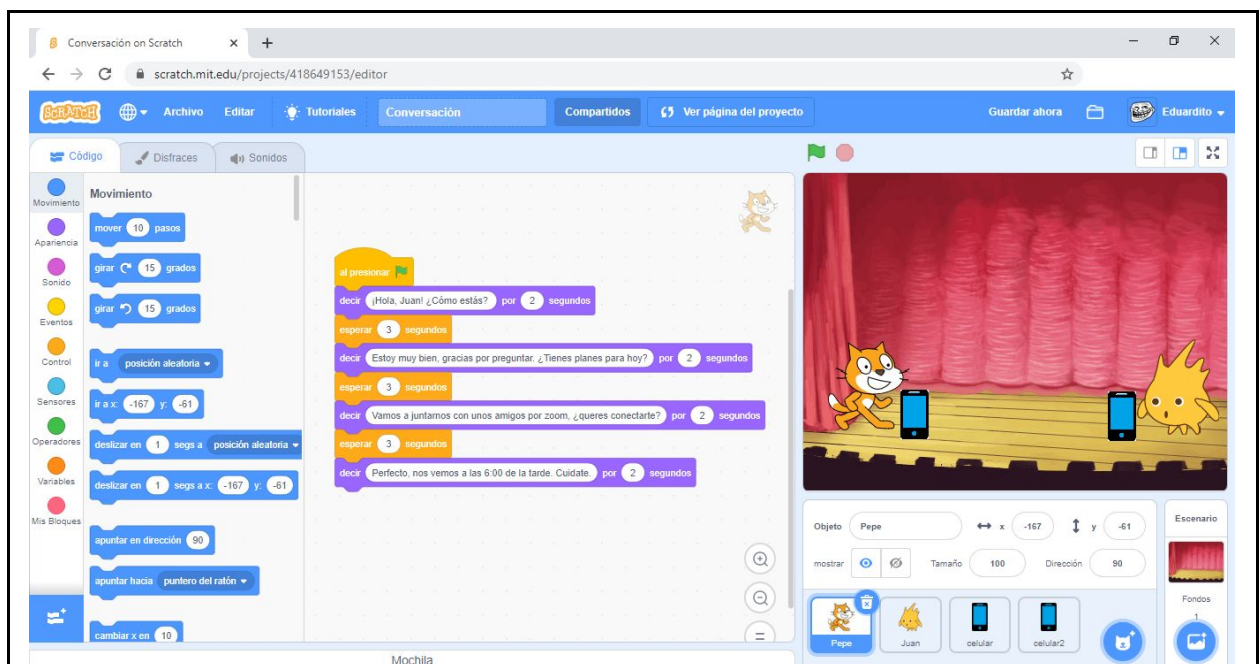 Conversación on Scratch
scratch.mit.edu/projects/418649153/editor
SCRATCH Archivo Editar Tutoriales Conversación Compartidos Ver página del proyecto Guardar ahora Eduardito
Código Disfraces Sonidos
Movimiento
Apariencia
Sonido
Eventos
Control
Sensores
Operadores
Variables
Mis Bloques
Movimiento
mover 10 pasos
girar 15 grados
girar 15 grados
ir a posición aleatoria
ir a x: -167 y: -61
deslizar en 1 segs a posición aleatoria
deslizar en 1 segs a x: -167 y: -61
apuntar en dirección 90
apuntar hacia puntero del ratón
cambiar x en 10
al presionar
decir ¡Hola, Juan! ¿Cómo estás? por 2 segundos
esperar 3 segundos
decir Estoy muy bien, gracias por preguntar. ¿Tienes planes para hoy? por 2 segundos
esperar 3 segundos
decir Vamos a juntarnos con unos amigos por zoom, ¿queres conectarte? por 2 segundos
esperar 3 segundos
decir Perfecto, nos vemos a las 6:00 de la tarde. Cuidate. por 2 segundos
Mochila
Objeto Pepe x -167 y -61
mostrar Tamaño 100 Dirección 90
Pepe Juan celular celular2
Escenario
Fondos
1